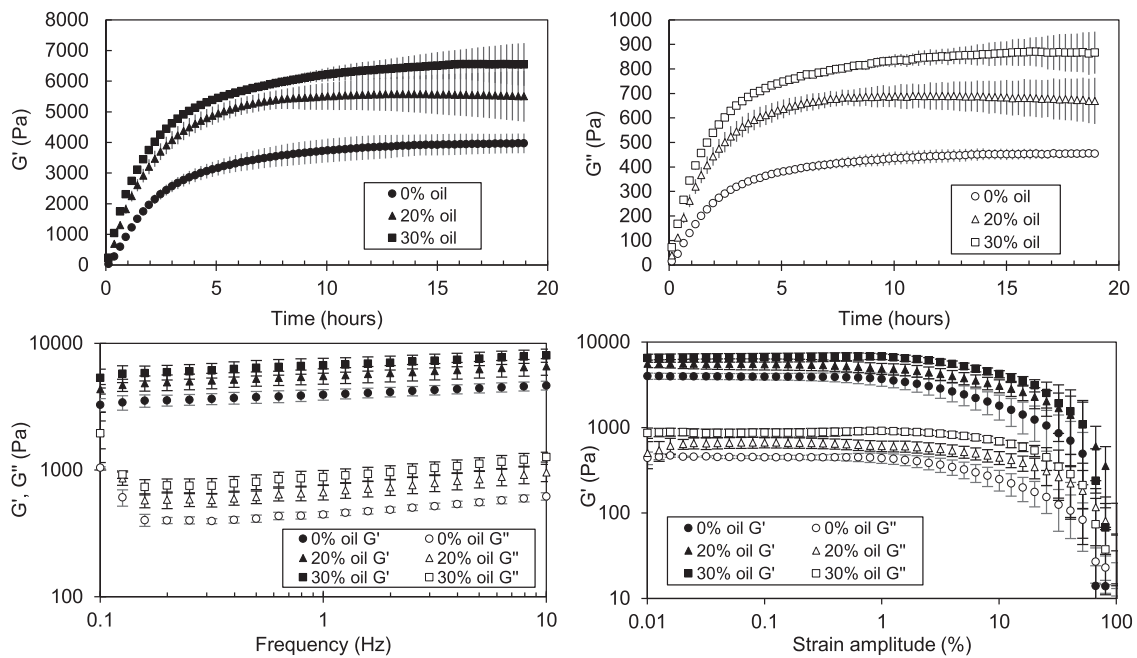 8000
7000
6000
5000
4000
3000
2000
1000
0
G' (Pa)
0% oil
20% oil
30% oil
0 5 10 15 20
Time (hours)
1000
900
800
700
600
500
400
300
200
100
0
G" (Pa)
0% oil
20% oil
30% oil
0 5 10 15 20
Time (hours)
10000
1000
100
G', G" (Pa)
0% oil G' 0% oil G"
20% oil G' 20% oil G"
30% oil G' 30% oil G"
0.1 1 10
Frequency (Hz)
10000
1000
100
10
G' (Pa)
0% oil G' 0% oil G"
20% oil G' 20% oil G"
30% oil G' 30% oil G"
0.01 0.1 1 10 100
Strain amplitude (%)